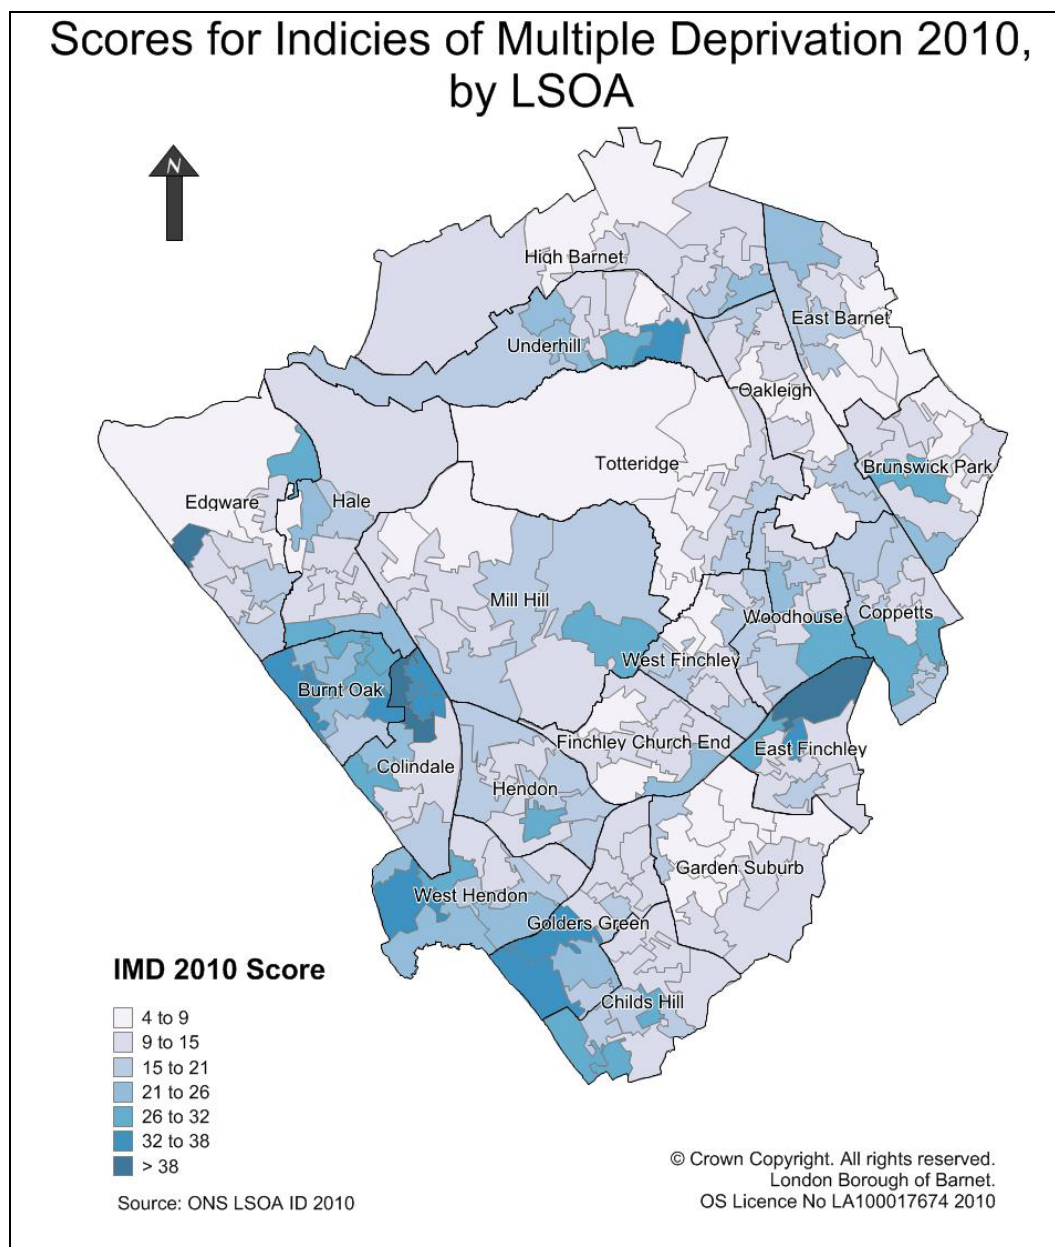 Scores for Indicies of Multiple Deprivation 2010,
by LSOA
N
High Barnet
East Barnet
Underhill
Oakleigh
Totteridge
Brunswick Park
Edgware
Hale
Mill Hill
Woodhouse
Coppetts
West Finchley
Burnt Oak
Finchley Church End
East Finchley
Colindale
Hendon
Garden Suburb
West Hendon
Golders Green
Childs Hill
IMD 2010 Score
4 to 9
9 to 15
15 to 21
21 to 26
26 to 32
32 to 38
> 38
Source: ONS LSOA ID 2010
© Crown Copyright. All rights reserved.
London Borough of Barnet.
OS Licence No LA100017674 2010